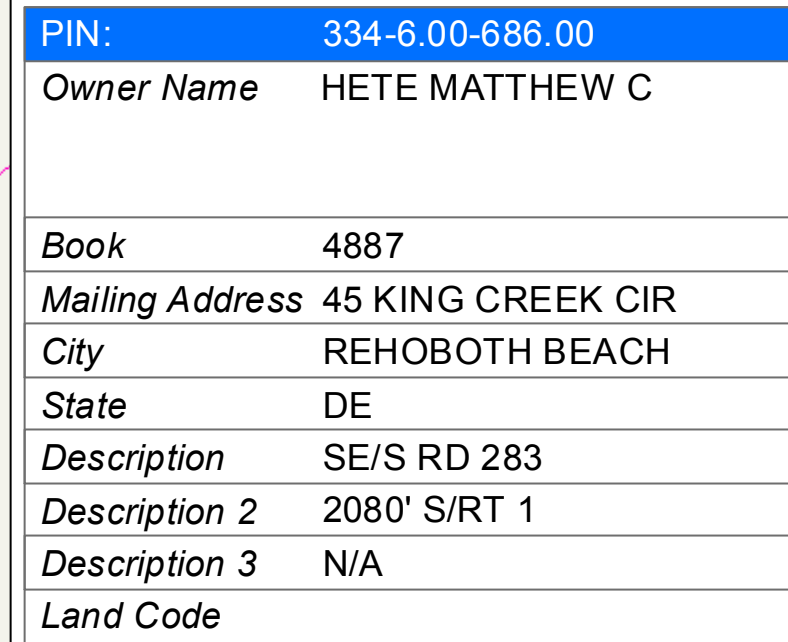 PIN: 334-6.00-686.00
Owner Name HETE MATTHEW C
Book 4887
Mailing Address 45 KING CREEK CIR
City REHOBOTH BEACH
State DE
Description SE/S RD 283
Description 2 2080' S/RT 1
Description 3 N/A
Land Code